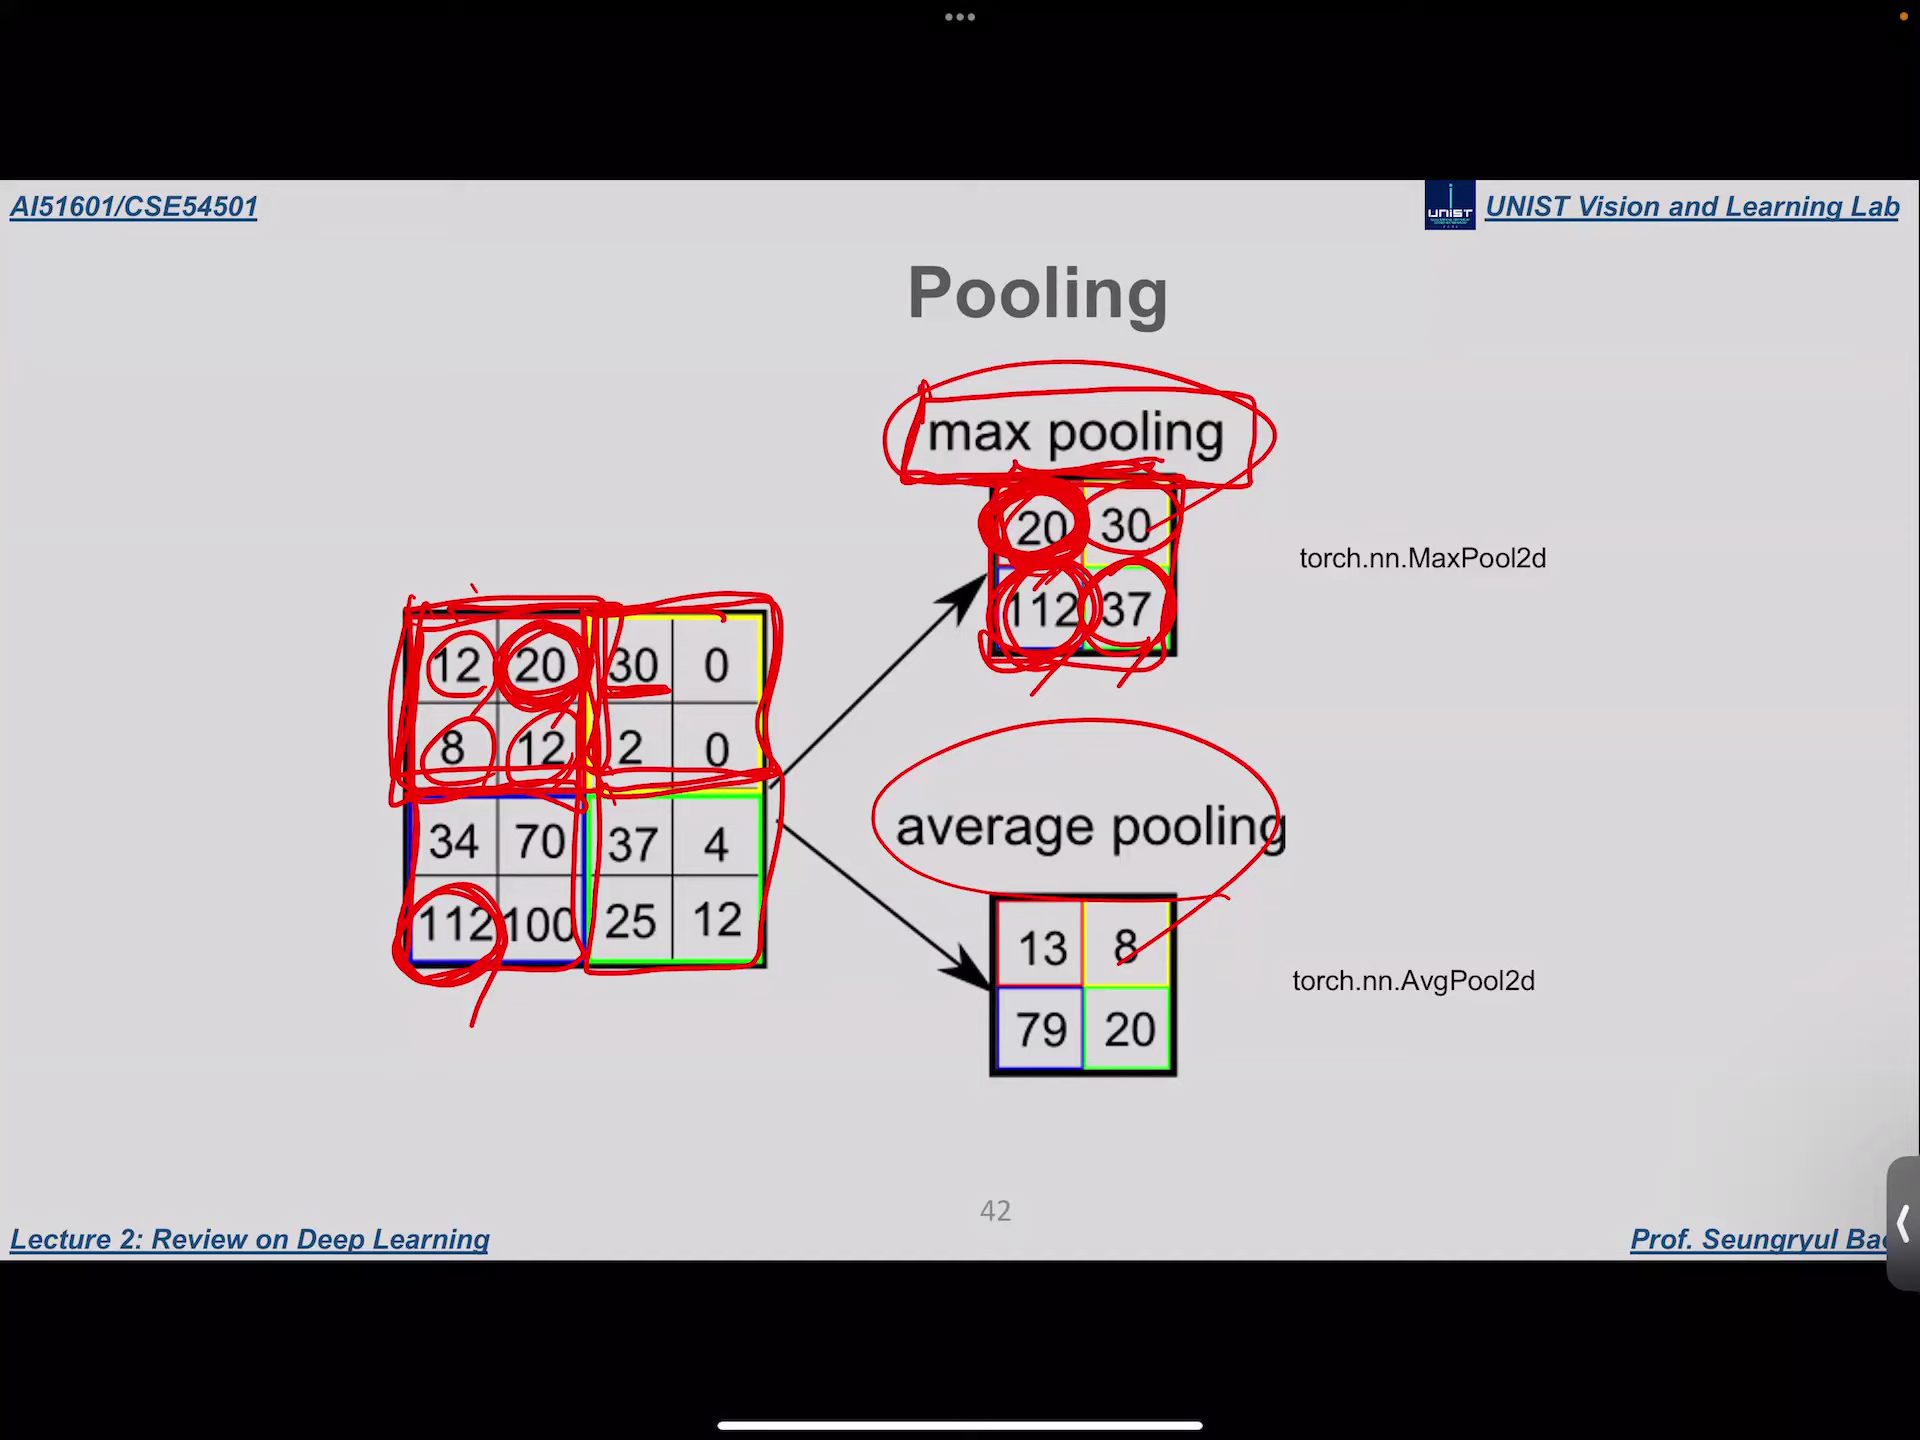 AI51601/CSE54501
UNIST
UNIST Vision and Learning Lab
Pooling
max pooling
20 30
112 37
torch.nn.MaxPool2d
12 20 30 0
8 12 2 0
34 70 37 4
112 100 25 12
average pooling
13 8
79 20
torch.nn.AvgPool2d
42
Lecture 2: Review on Deep Learning
Prof. Seungryul